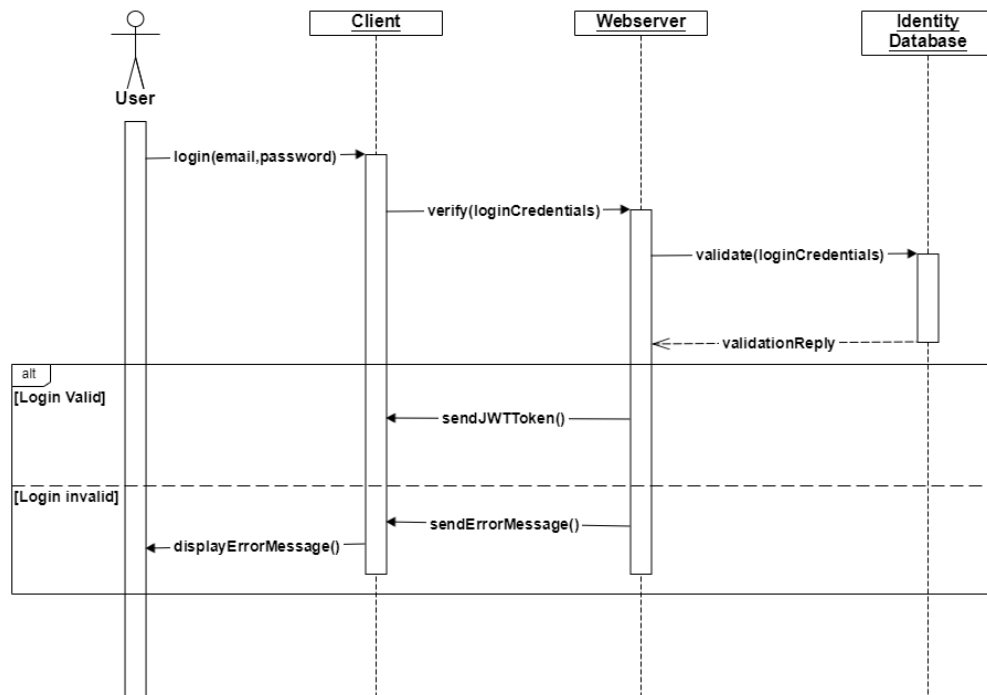 Client
Webserver
Identity
Database
User
login(email,password)
verify(loginCredentials)
validate(loginCredentials)
validationReply
alt
[Login Valid]
sendJWTToken()
[Login invalid]
sendErrorMessage()
displayErrorMessage()